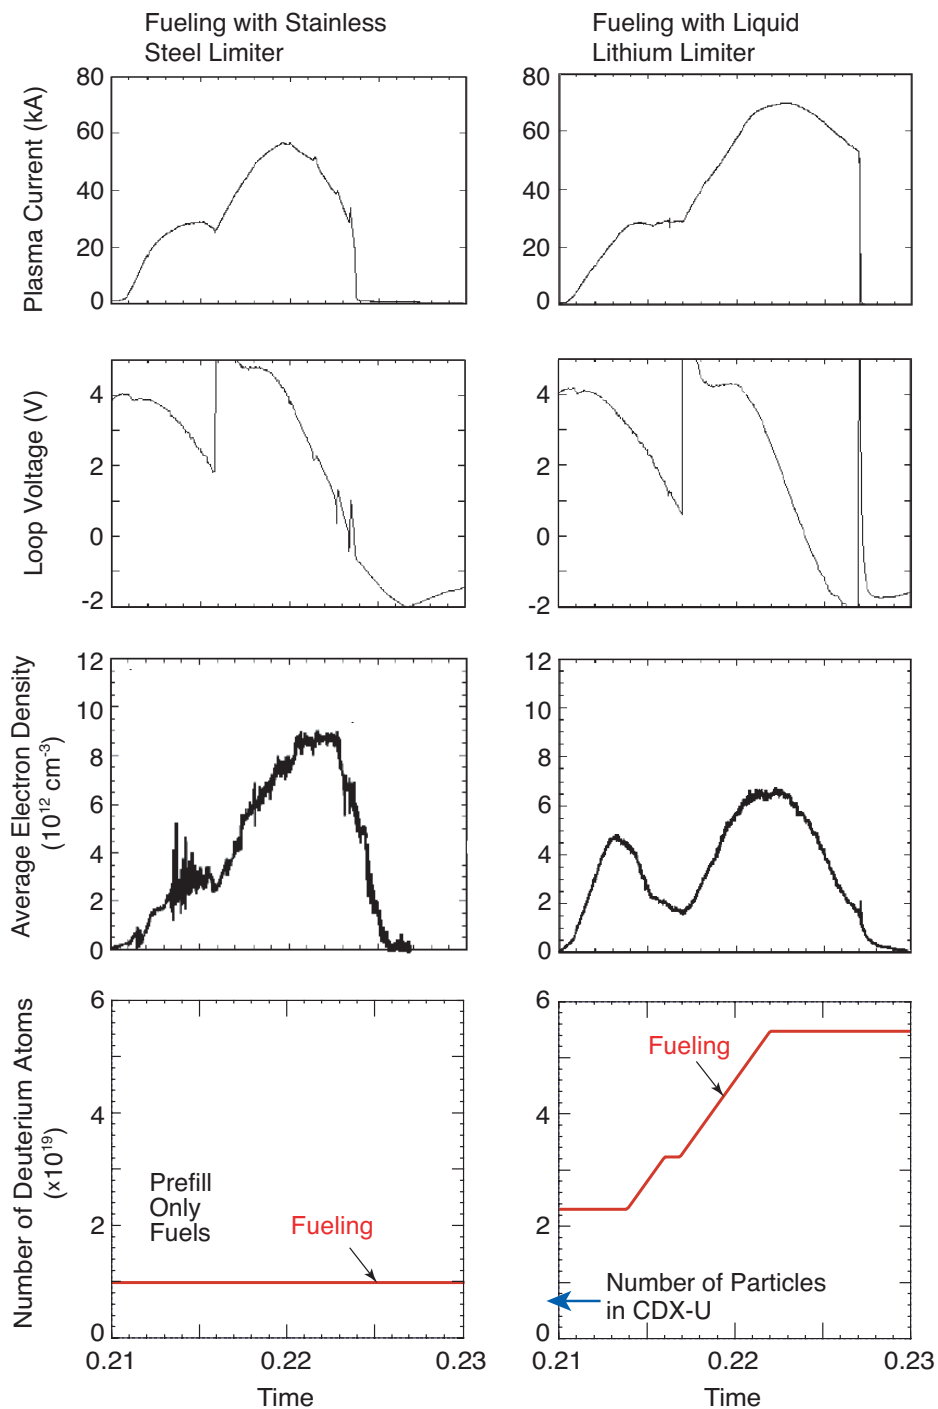 Fueling with Stainless
Steel Limiter
Fueling with Liquid
Lithium Limiter
Plasma Current (kA)
80
60
40
20
0
80
60
40
20
0
Loop Voltage (V)
4
2
0
-2
4
2
0
-2
Average Electron Density
(10¹² cm⁻³)
12
10
8
6
4
2
0
12
10
8
6
4
2
0
Number of Deuterium Atoms
(x10¹⁹)
6
4
2
0
Prefill
Only
Fuels
Fueling
6
4
2
0
Fueling
Number of Particles
in CDX-U
0.21
0.22
0.23
Time
0.21
0.22
0.23
Time